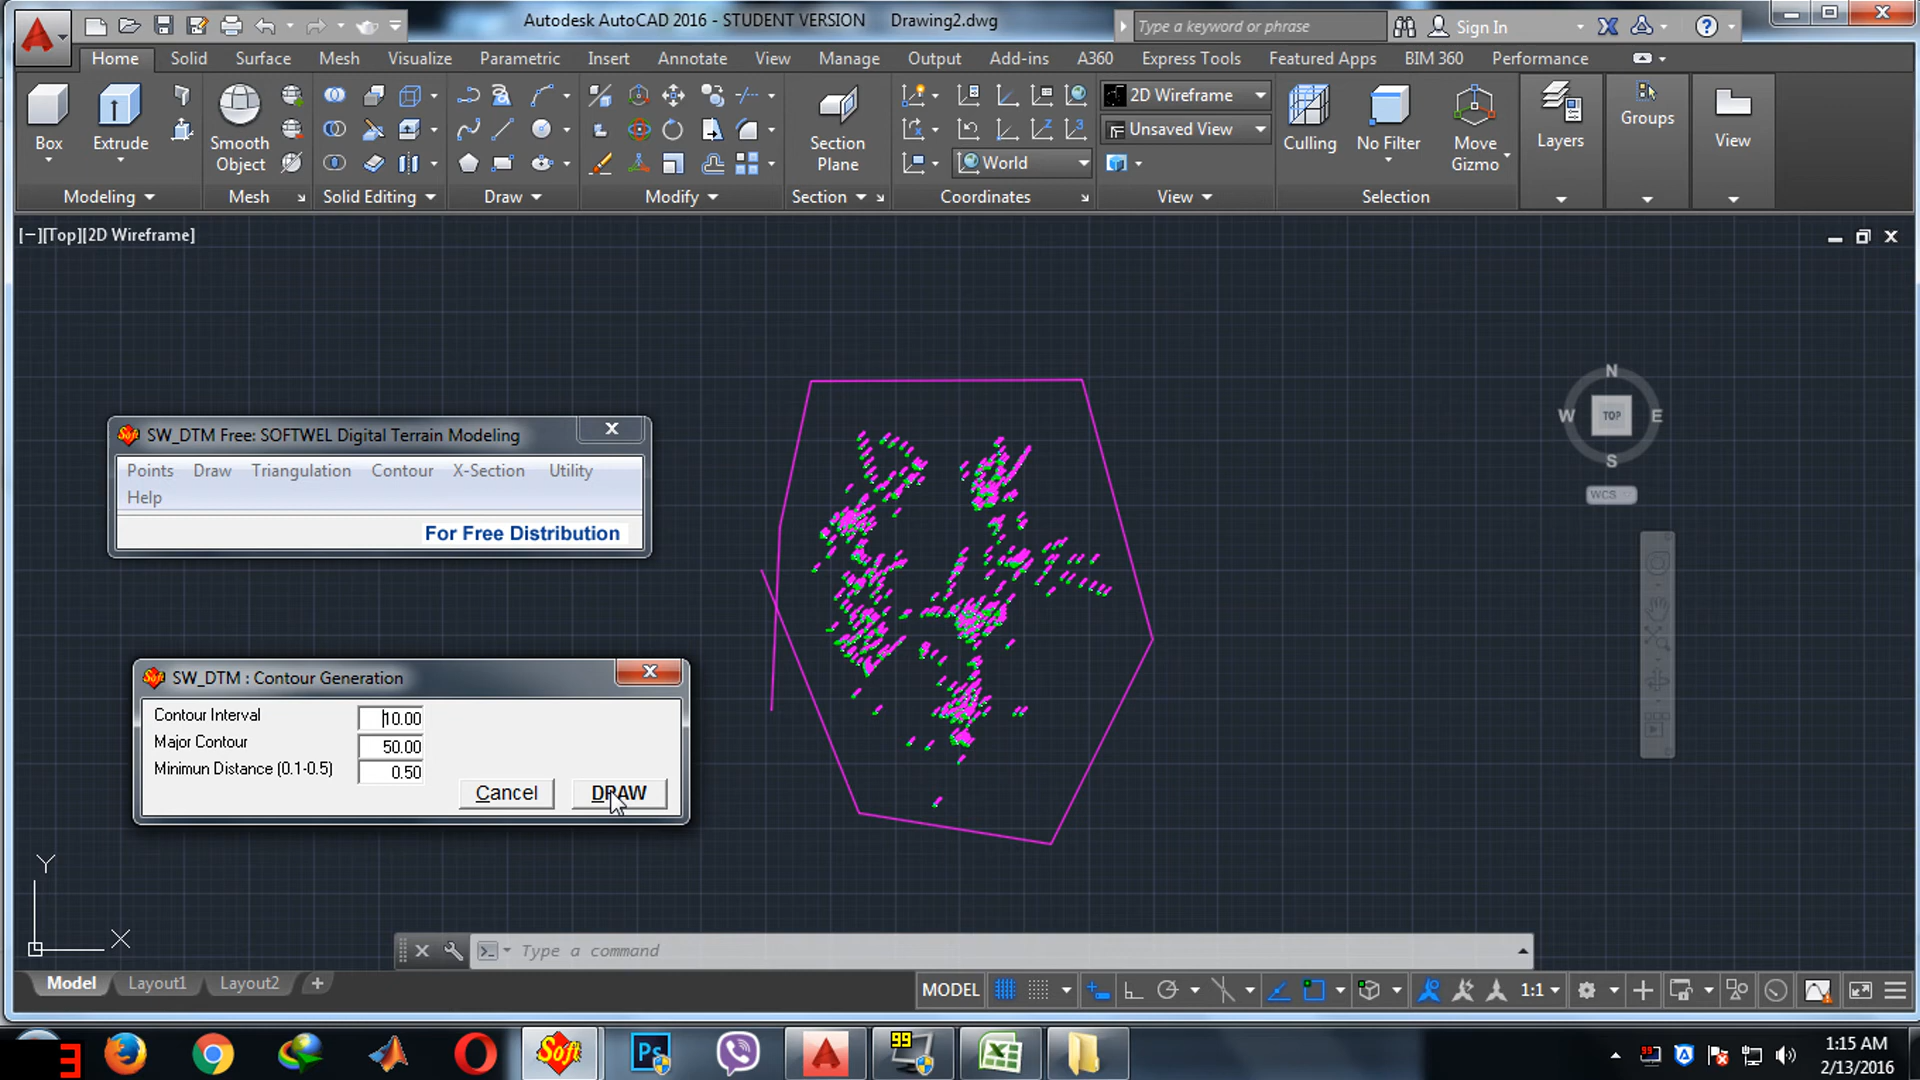 Autodesk AutoCAD 2016 - STUDENT VERSION Drawing2.dwg
Type a keyword or phrase
Sign In
Home Solid Surface Mesh Visualize Parametric Insert Annotate View Manage Output Add-ins A360 Express Tools Featured Apps BIM 360 Performance
Box
Extrude
Smooth
Object
Section
Plane
World
2D Wireframe
Unsaved View
Culling
No Filter
Move
Gizmo
Layers
Groups
View
Modeling
Mesh
Solid Editing
Draw
Modify
Section
Coordinates
View
Selection
[−][Top][2D Wireframe]
N
W TOP E
S
WCS
SW_DTM Free: SOFTWEL Digital Terrain Modeling
Points Draw Triangulation Contour X-Section Utility
Help
For Free Distribution
SW_DTM : Contour Generation
Contour Interval 10.00
Major Contour 50.00
Minimun Distance (0.1-0.5) 0.50
Cancel DRAW
Y
X
Type a command
Model Layout1 Layout2 +
MODEL 1:1
3
Soft
Ps
99
1:15 AM
2/13/2016